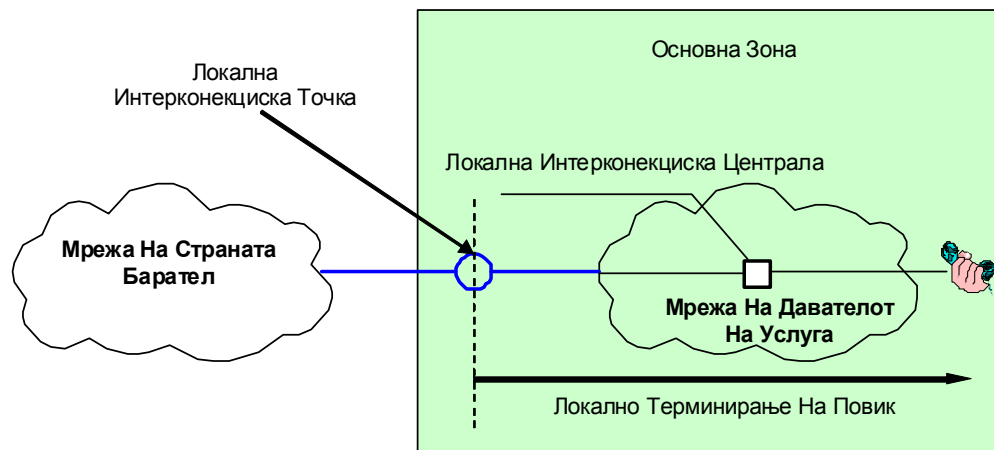 Основна Зона
Локална
Интерконекциска Точка
Локална Интерконекциска Централа
Мрежа На Страната
Барател
Мрежа На Давателот
На Услуга
Локално Терминирање На Повик